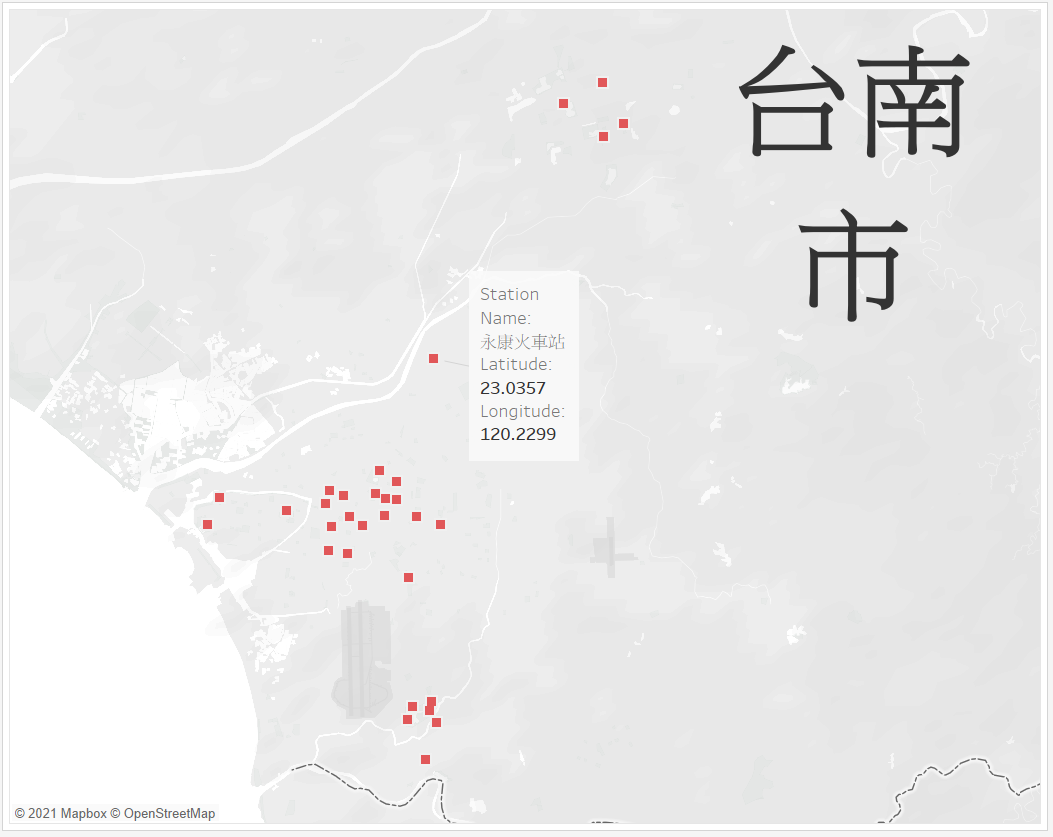 台南
市
Station
Name:
永康火車站
Latitude:
23.0357
Longitude:
120.2299
© 2021 Mapbox © OpenStreetMap